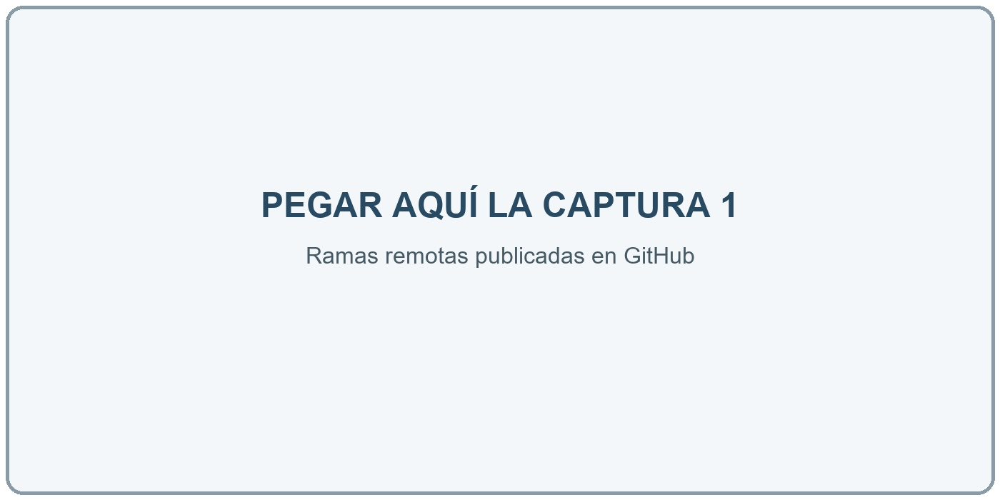 PEGAR AQUÍ LA CAPTURA 1
Ramas remotas publicadas en GitHub